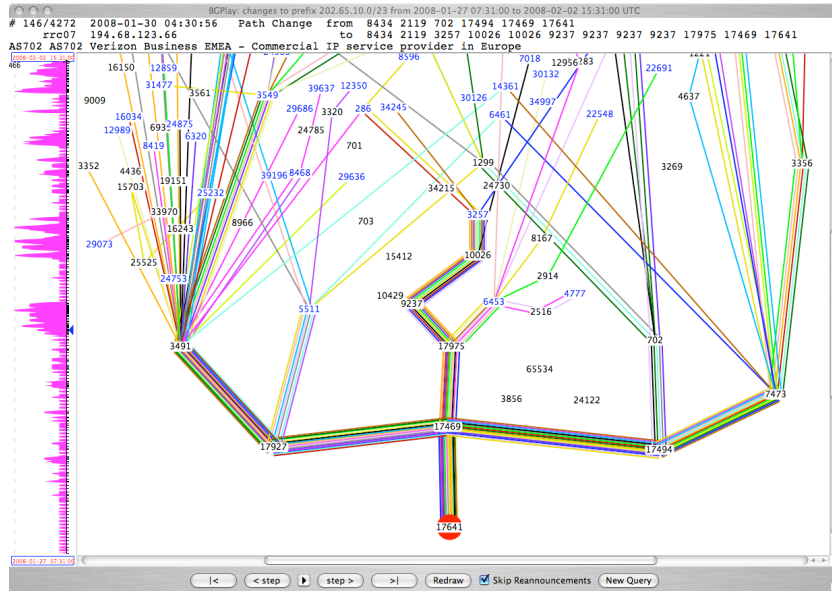 BGPlay: changes to prefix 202.65.10.0/23 from 2008-01-27 07:31:00 to 2008-02-02 15:31:00 UTC
# 146/4272 2008-01-30 04:30:56 Path Change from 8434 2119 702 17494 17469 17641
rrc07 194.68.123.66 to 8434 2119 3257 10026 10026 9237 9237 9237 9237 17975 17469 17641
AS702 AS702 Verizon Business EMEA - Commercial IP service provider in Europe
2008-02-02 15:31:00
466
16150 12859 8596 7018 12956
31477 3561 3549 39637 12350 14361 30132 22691
9009 29686 286 34245 30126 34997 4637
16034 24875 3320 6461 22548
12989 6320 24785
8419 701 1299 3269 3356
3352 4436 39196 8468 29636
15703 19151 25232 34215 24730
33970 8966 703 3257
16243 8167
29073 15412 10026
25525 24753 2914
10429 9237 6453 4777
5511 2516
3491 17975 702
65534
3856 24122 7473
17469
17927 17494
17641
2008-01-27 07:31:00
|< < step step > >| Redraw Skip Reannouncements New Query